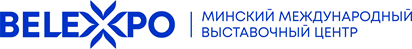 BELEXPO
МИНСКИЙ МЕЖДУНАРОДНЫЙ
ВЫСТАВОЧНЫЙ ЦЕНТР